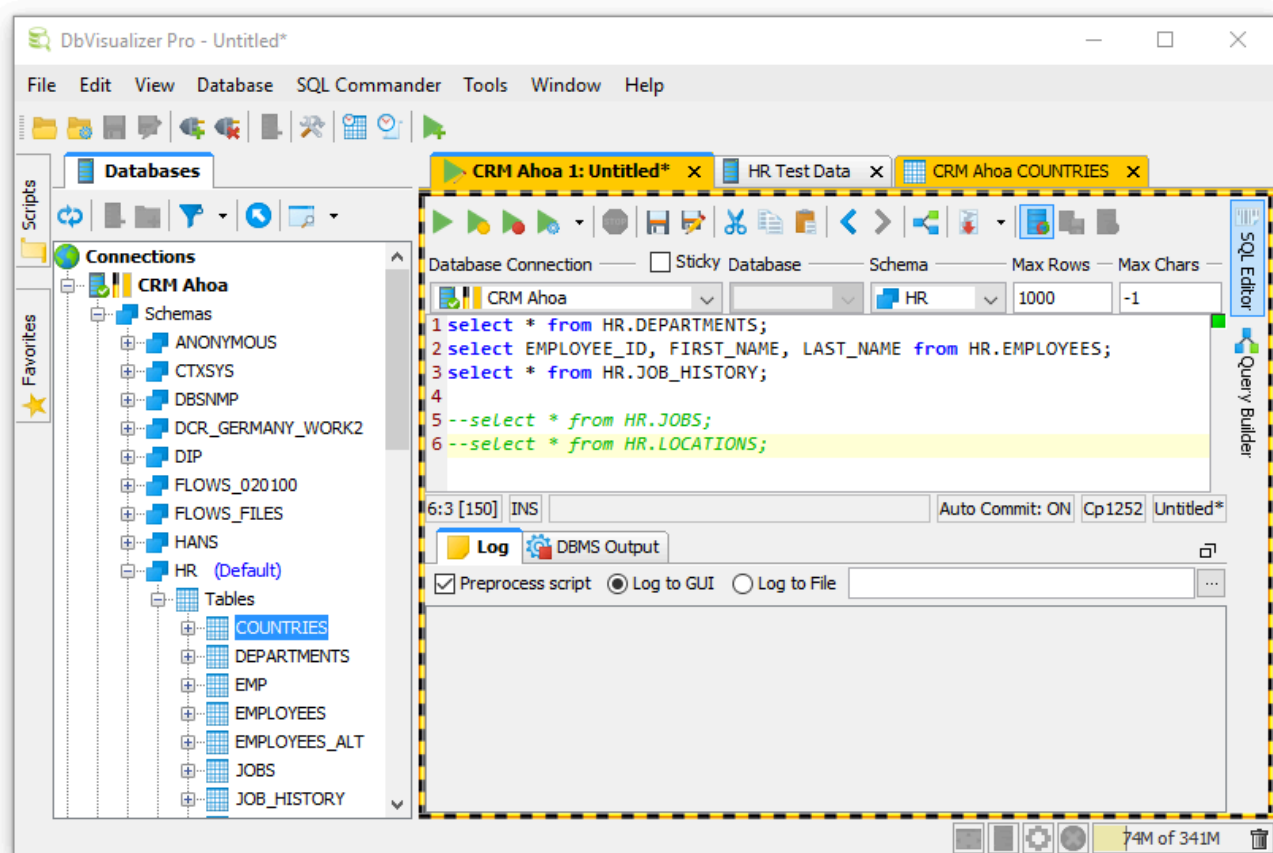 DbVisualizer Pro - Untitled*
File Edit View Database SQL Commander Tools Window Help
Scripts
Favorites
Databases
Connections
CRM Ahoa
Schemas
ANONYMOUS
CTXSYS
DBSNMP
DCR_GERMANY_WORK2
DIP
FLOWS_020100
FLOWS_FILES
HANS
HR (Default)
Tables
COUNTRIES
DEPARTMENTS
EMP
EMPLOYEES
EMPLOYEES_ALT
JOBS
JOB_HISTORY
CRM Ahoa 1: Untitled* HR Test Data CRM Ahoa COUNTRIES
Database Connection Sticky Database Schema Max Rows Max Chars
CRM Ahoa HR 1000 -1
1 select * from HR.DEPARTMENTS;
2 select EMPLOYEE_ID, FIRST_NAME, LAST_NAME from HR.EMPLOYEES;
3 select * from HR.JOB_HISTORY;
4
5 --select * from HR.JOBS;
6 --select * from HR.LOCATIONS;
6:3 [150] INS Auto Commit: ON Cp1252 Untitled*
Log DBMS Output
Preprocess script Log to GUI Log to File ...
SQL Editor
Query Builder
74M of 341M